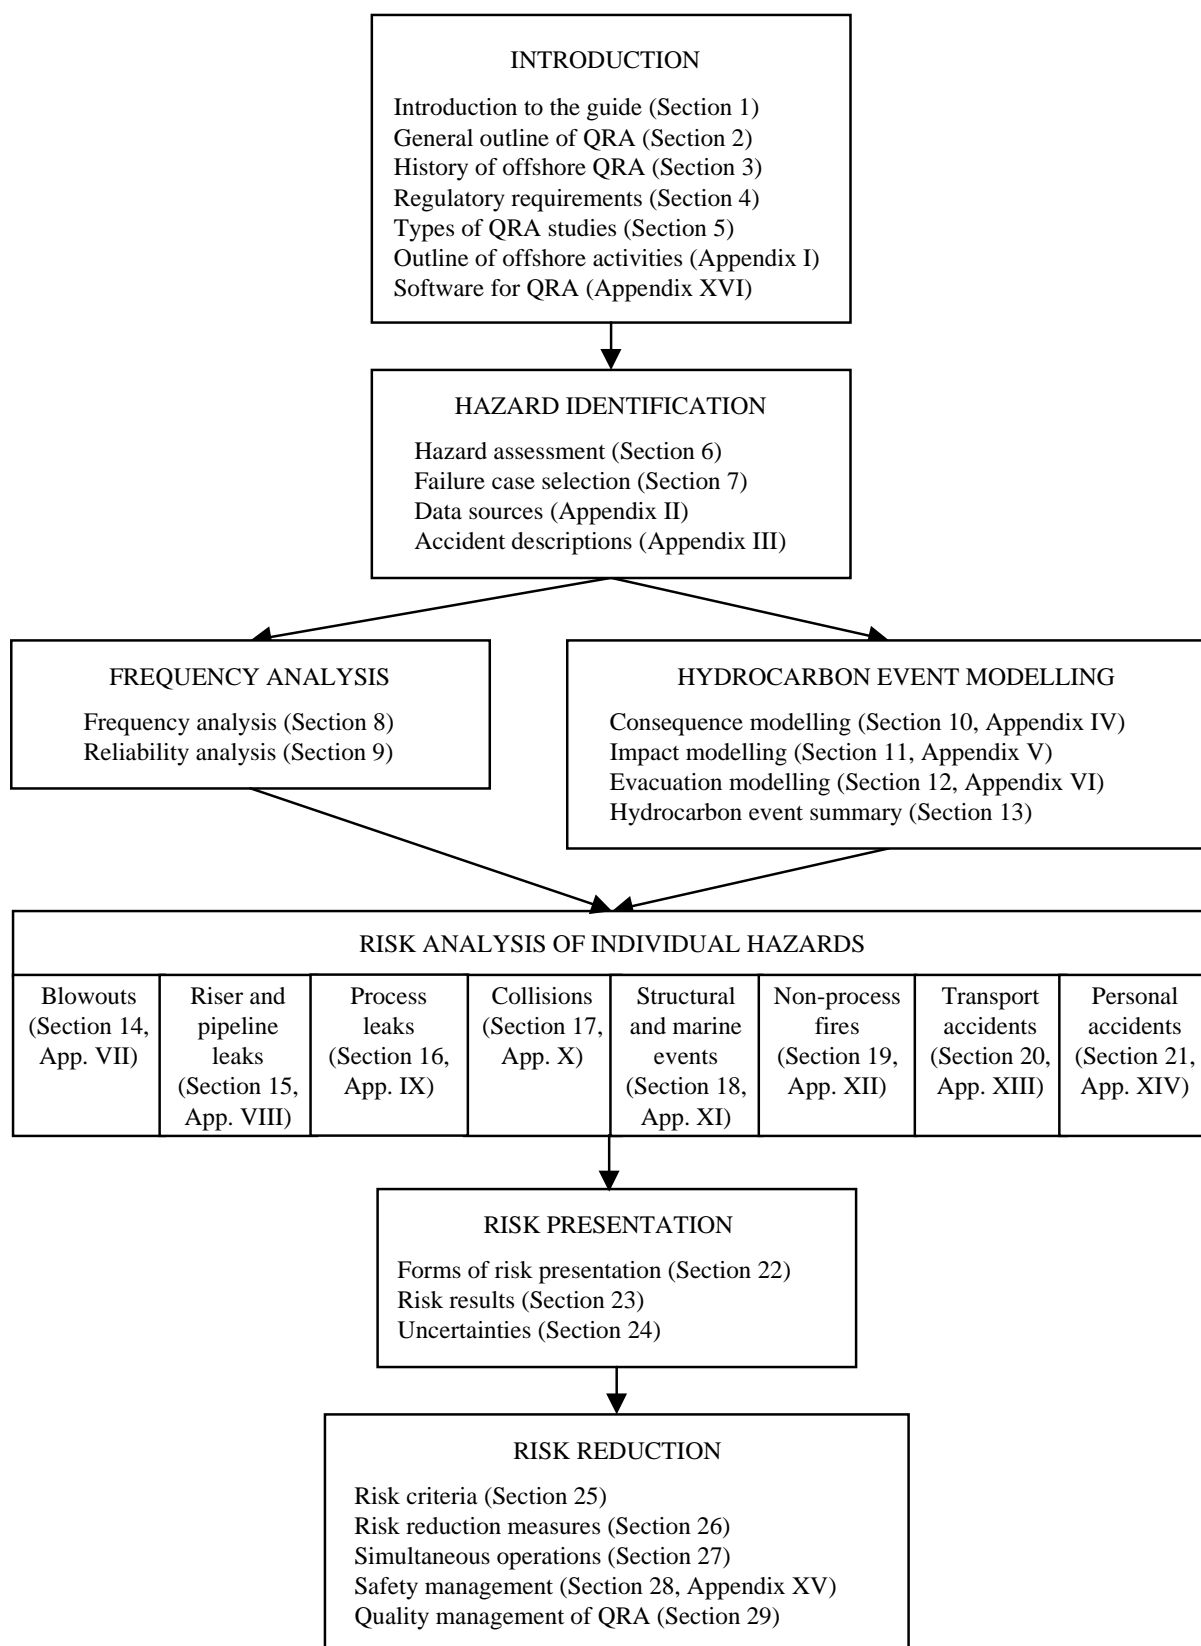 INTRODUCTION
Introduction to the guide (Section 1)
General outline of QRA (Section 2)
History of offshore QRA (Section 3)
Regulatory requirements (Section 4)
Types of QRA studies (Section 5)
Outline of offshore activities (Appendix I)
Software for QRA (Appendix XVI)
HAZARD IDENTIFICATION
Hazard assessment (Section 6)
Failure case selection (Section 7)
Data sources (Appendix II)
Accident descriptions (Appendix III)
FREQUENCY ANALYSIS
Frequency analysis (Section 8)
Reliability analysis (Section 9)
HYDROCARBON EVENT MODELLING
Consequence modelling (Section 10, Appendix IV)
Impact modelling (Section 11, Appendix V)
Evacuation modelling (Section 12, Appendix VI)
Hydrocarbon event summary (Section 13)
RISK ANALYSIS OF INDIVIDUAL HAZARDS
Blowouts
(Section 14,
App. VII)
Riser and
pipeline
leaks
(Section 15,
App. VIII)
Process
leaks
(Section 16,
App. IX)
Collisions
(Section 17,
App. X)
Structural
and marine
events
(Section 18,
App. XI)
Non-process
fires
(Section 19,
App. XII)
Transport
accidents
(Section 20,
App. XIII)
Personal
accidents
(Section 21,
App. XIV)
RISK PRESENTATION
Forms of risk presentation (Section 22)
Risk results (Section 23)
Uncertainties (Section 24)
RISK REDUCTION
Risk criteria (Section 25)
Risk reduction measures (Section 26)
Simultaneous operations (Section 27)
Safety management (Section 28, Appendix XV)
Quality management of QRA (Section 29)